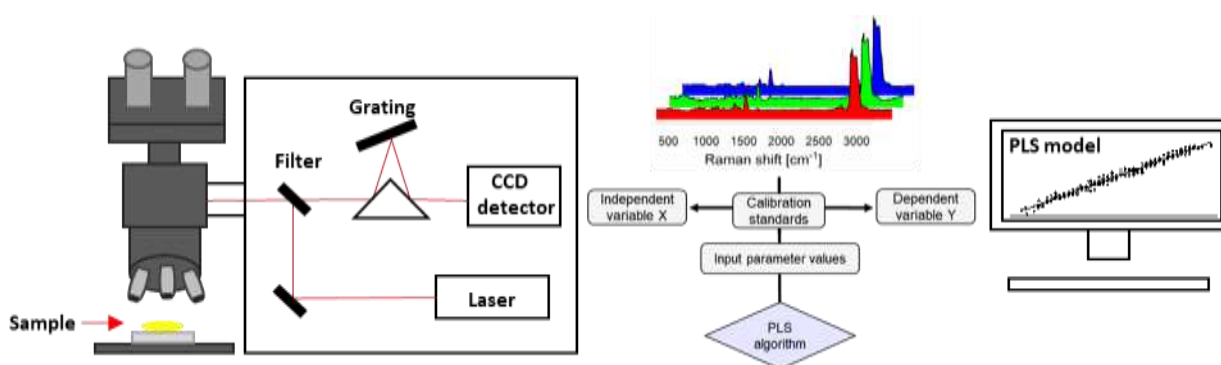 Grating
Filter
CCD
detector
Laser
Sample
500 1000 1500 2000 2500 3000
Raman shift [cm⁻¹]
Independent
variable X
Calibration
standards
Dependent
variable Y
Input parameter values
PLS
algorithm
PLS model